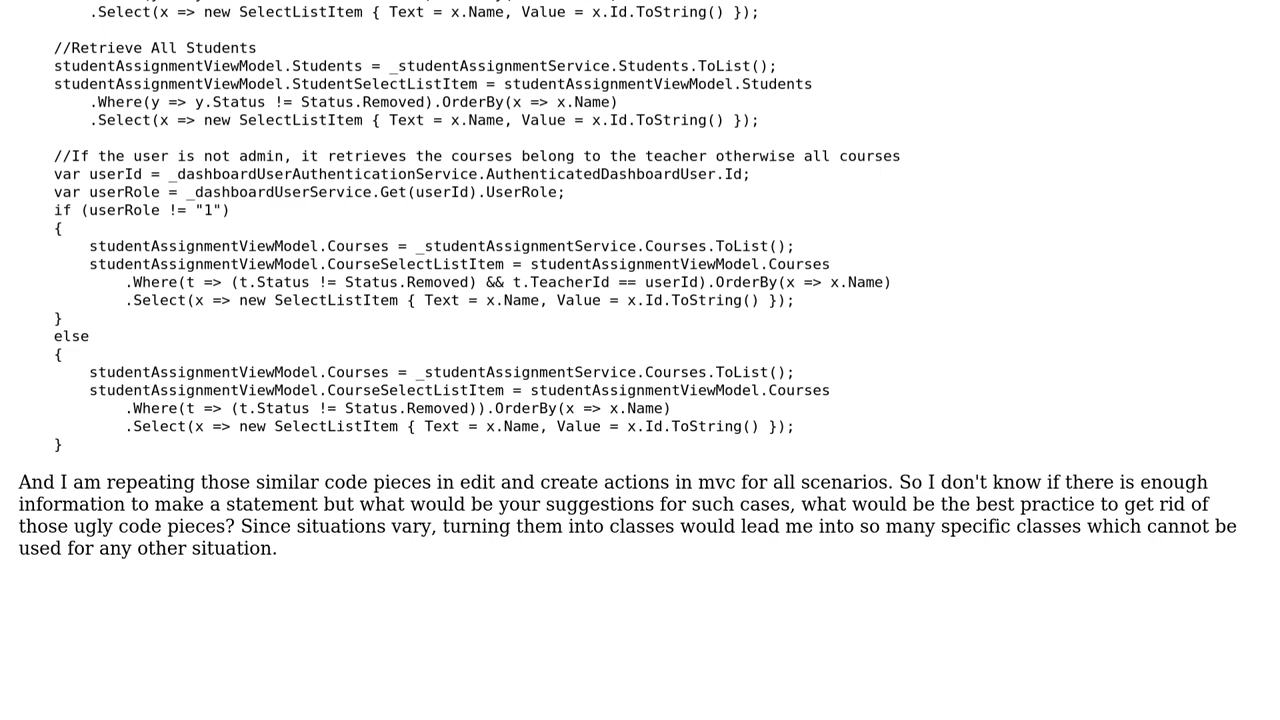 .Select(x => new SelectListItem { Text = x.Name, Value = x.Id.ToString() });
//Retrieve All Students
studentAssignmentViewModel.Students = _studentAssignmentService.Students.ToList();
studentAssignmentViewModel.StudentSelectListItem = studentAssignmentViewModel.Students
.Where(y => y.Status != Status.Removed).OrderBy(x => x.Name)
.Select(x => new SelectListItem { Text = x.Name, Value = x.Id.ToString() });
//If the user is not admin, it retrieves the courses belong to the teacher otherwise all courses
var userId = _dashboardUserAuthenticationService.AuthenticatedDashboardUser.Id;
var userRole = _dashboardUserService.Get(userId).UserRole;
if (userRole != "1")
{
studentAssignmentViewModel.Courses = _studentAssignmentService.Courses.ToList();
studentAssignmentViewModel.CourseSelectListItem = studentAssignmentViewModel.Courses
.Where(t => (t.Status != Status.Removed) && t.TeacherId == userId).OrderBy(x => x.Name)
.Select(x => new SelectListItem { Text = x.Name, Value = x.Id.ToString() });
}
else
{
studentAssignmentViewModel.Courses = _studentAssignmentService.Courses.ToList();
studentAssignmentViewModel.CourseSelectListItem = studentAssignmentViewModel.Courses
.Where(t => (t.Status != Status.Removed)).OrderBy(x => x.Name)
.Select(x => new SelectListItem { Text = x.Name, Value = x.Id.ToString() });
}
And I am repeating those similar code pieces in edit and create actions in mvc for all scenarios. So I don't know if there is enough
information to make a statement but what would be your suggestions for such cases, what would be the best practice to get rid of
those ugly code pieces? Since situations vary, turning them into classes would lead me into so many specific classes which cannot be
used for any other situation.